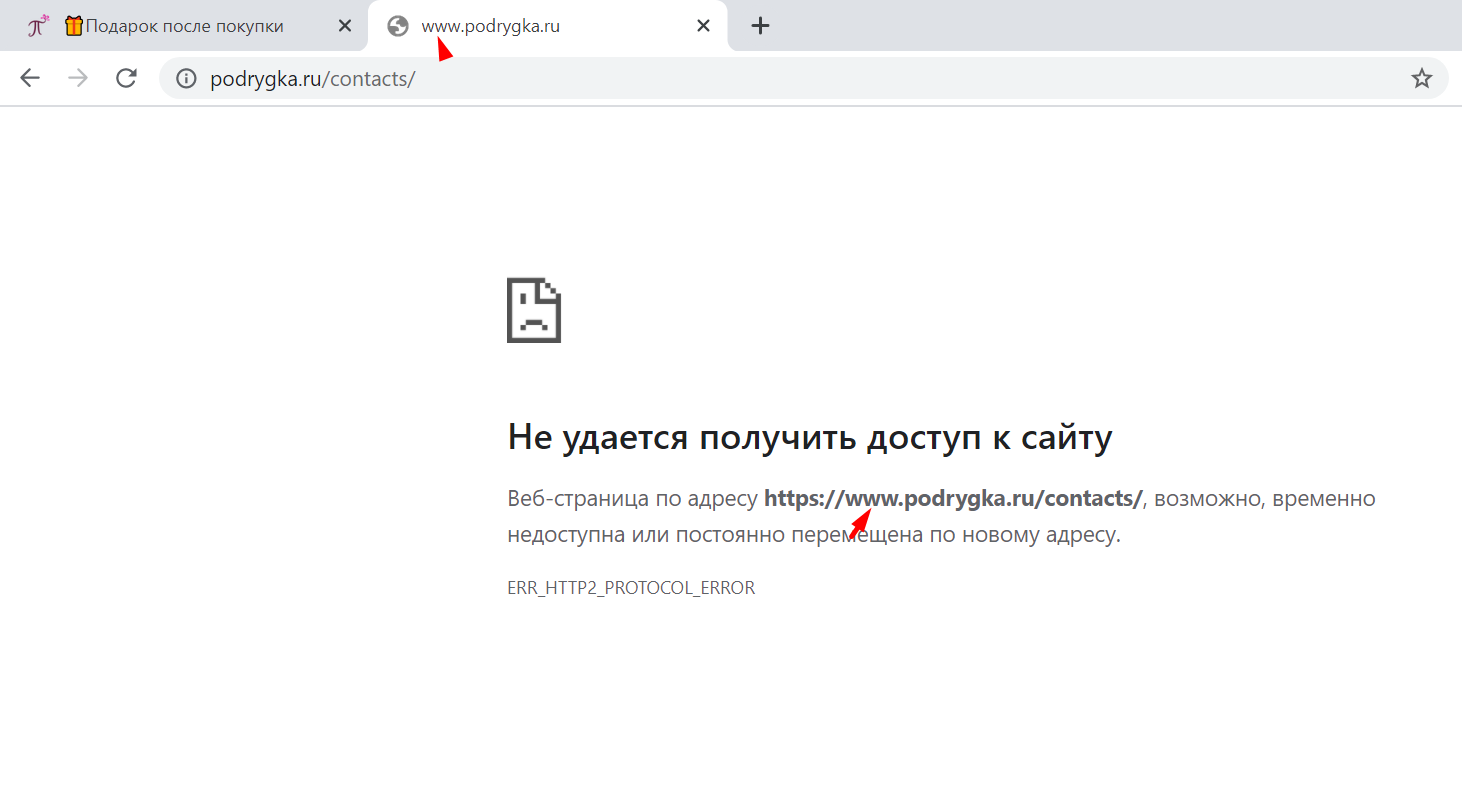 🎁Подарок после покупки
www.podrygka.ru
podrygka.ru/contacts/
Не удается получить доступ к сайту
Веб-страница по адресу https://www.podrygka.ru/contacts/, возможно, временно
недоступна или постоянно перемещена по новому адресу.
ERR_HTTP2_PROTOCOL_ERROR